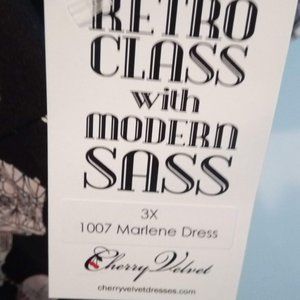 RETRO
CLASS
with
MODERN
SASS
3X
1007 Marlene Dress
Cherry Velvet
cherryvelvetdresses.com